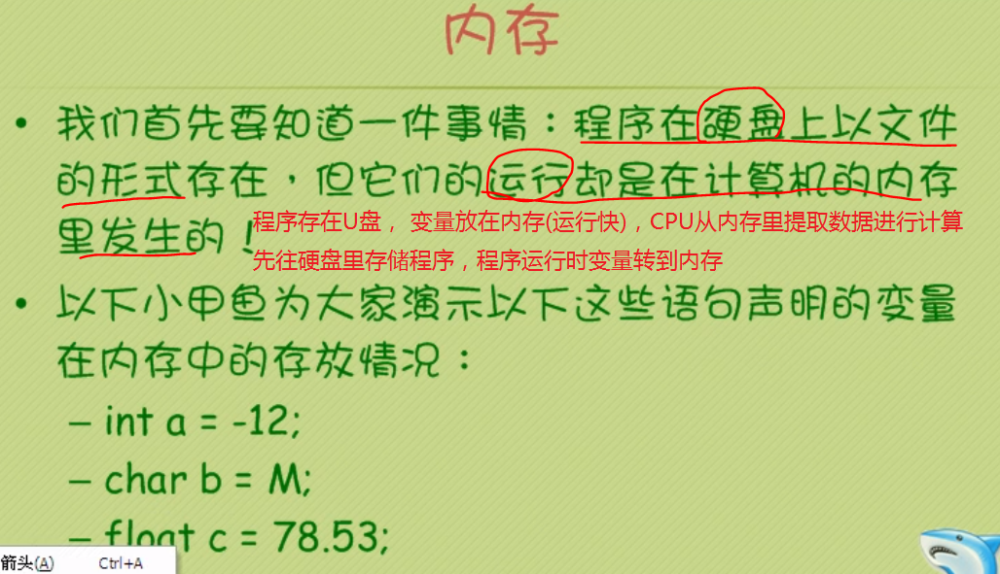 内存
• 我们首先要知道一件事情：程序在硬盘上以文件
的形式存在，但它们的运行却是在计算机的内存
里发生的！
程序存在U盘， 变量放在内存(运行快)，CPU从内存里提取数据进行计算
先往硬盘里存储程序，程序运行时变量转到内存
• 以下小甲鱼为大家演示以下这些语句声明的变量
在内存中的存放情况：
– int a = -12;
– char b = M;
– float c = 78.53;
箭头(A) Ctrl+A